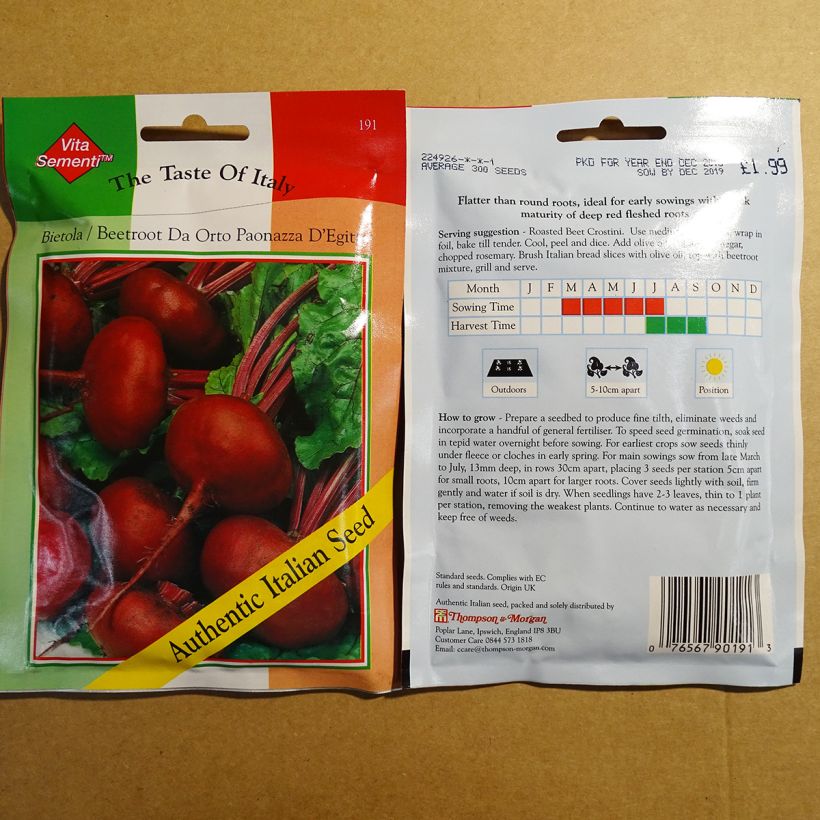 191
Vita
Sementi™
The Taste Of Italy
Bietola / Beetroot Da Orto Paonazza D'Egit
Authentic Italian Seed
224926-*-*-1
AVERAGE 300 SEEDS
PKD FOR YEAR END DEC
SOW BY DEC 2019
£1.99
Flatter than round roots, ideal for early sowings with
maturity of deep red fleshed roots
Serving suggestion - Roasted Beet Crostini. Use wrap in
foil, bake till tender. Cool, peel and dice. Add olive
chopped rosemary. Brush Italian bread slices with olive oil, top with beetroot
mixture, grill and serve.
Month J F M A M J J A S O N D
Sowing Time
Harvest Time
Outdoors
5-10cm apart
Position
How to grow - Prepare a seedbed to produce fine tilth, eliminate weeds and
incorporate a handful of general fertiliser. To speed seed germination, soak seed
in tepid water overnight before sowing. For earliest crops sow seeds thinly
under fleece or cloches in early spring. For main sowings sow from late March
to July, 13mm deep, in rows 30cm apart, placing 3 seeds per station 5cm apart
for small roots, 10cm apart for larger roots. Cover seeds lightly with soil, firm
gently and water if soil is dry. When seedlings have 2-3 leaves, thin to 1 plant
per station, removing the weakest plants. Continue to water as necessary and
keep free of weeds.
Standard seeds. Complies with EC
rules and standards. Origin UK
Authentic Italian seed, packed and solely distributed by
Thompson & Morgan
Poplar Lane, Ipswich, England IP8 3BU
Customer Care 0844 573 1818
Email: ccare@thompson-morgan.com
0 76567 90191 3